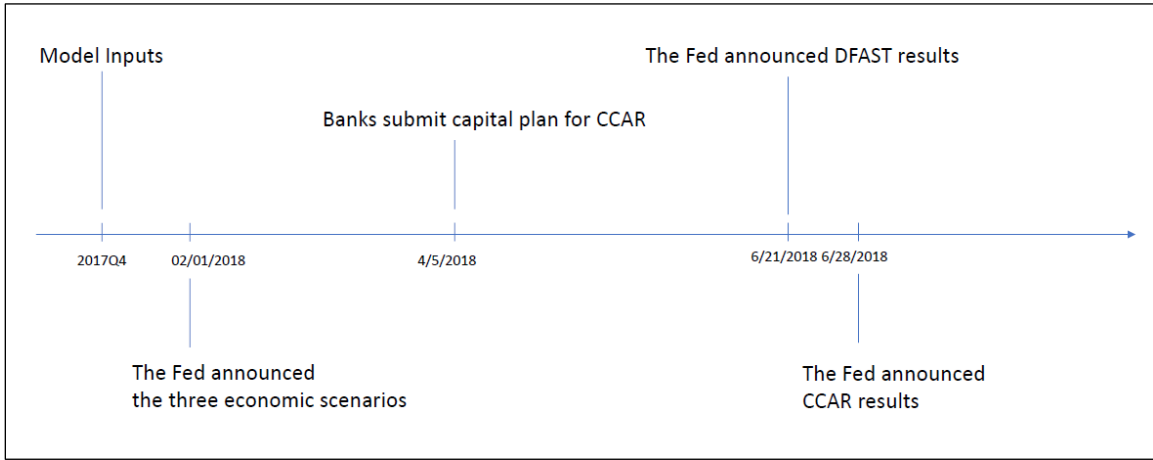 Model Inputs
The Fed announced DFAST results
Banks submit capital plan for CCAR
2017Q4
02/01/2018
4/5/2018
6/21/2018
6/28/2018
The Fed announced
the three economic scenarios
The Fed announced
CCAR results